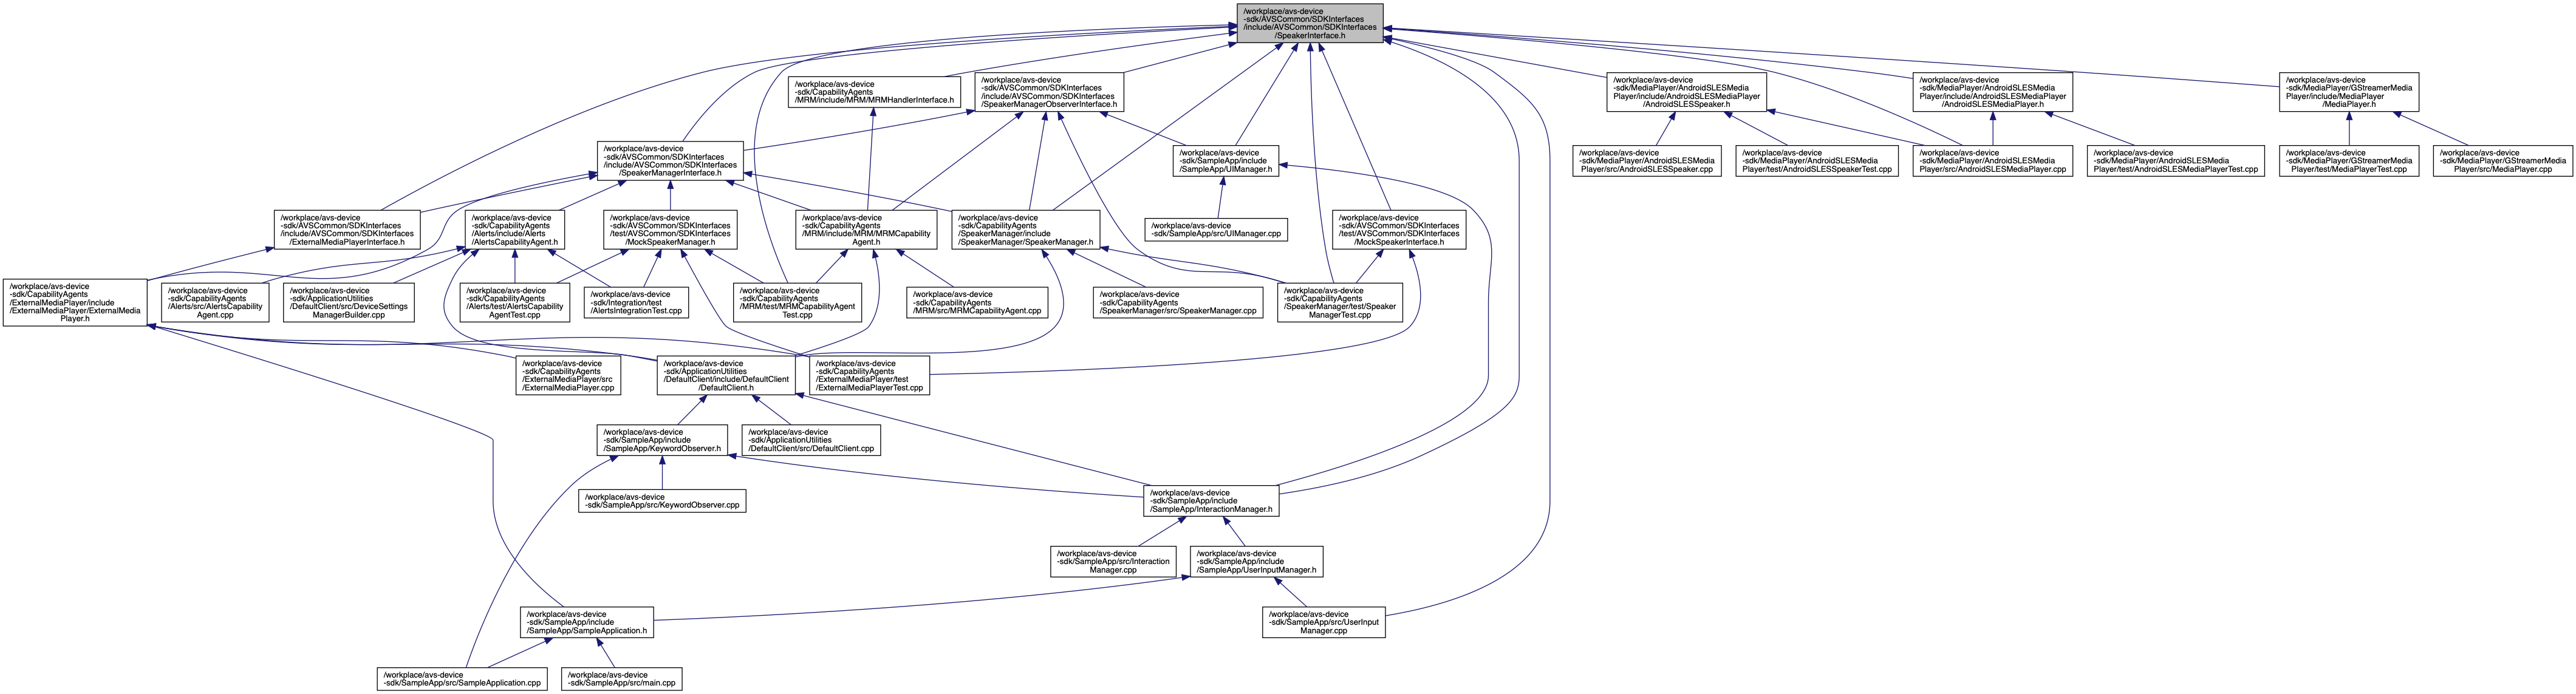 /workplace/avs-device
-sdk/AVSCommon/SDKInterfaces
/include/AVSCommon/SDKInterfaces
/SpeakerInterface.h
/workplace/avs-device
-sdk/CapabilityAgents
/MRM/include/MRM/MRMHandlerInterface.h
/workplace/avs-device
-sdk/AVSCommon/SDKInterfaces
/include/AVSCommon/SDKInterfaces
/SpeakerManagerObserverInterface.h
/workplace/avs-device
-sdk/MediaPlayer/AndroidSLESMedia
Player/include/AndroidSLESMediaPlayer
/AndroidSLESSpeaker.h
/workplace/avs-device
-sdk/MediaPlayer/AndroidSLESMedia
Player/include/AndroidSLESMediaPlayer
/AndroidSLESMediaPlayer.h
/workplace/avs-device
-sdk/MediaPlayer/GStreamerMedia
Player/include/MediaPlayer
/MediaPlayer.h
/workplace/avs-device
-sdk/AVSCommon/SDKInterfaces
/include/AVSCommon/SDKInterfaces
/SpeakerManagerInterface.h
/workplace/avs-device
-sdk/SampleApp/include
/SampleApp/UIManager.h
/workplace/avs-device
-sdk/MediaPlayer/AndroidSLESMedia
Player/src/AndroidSLESSpeaker.cpp
/workplace/avs-device
-sdk/MediaPlayer/AndroidSLESMedia
Player/test/AndroidSLESSpeakerTest.cpp
/workplace/avs-device
-sdk/MediaPlayer/AndroidSLESMedia
Player/src/AndroidSLESMediaPlayer.cpp
/workplace/avs-device
-sdk/MediaPlayer/AndroidSLESMedia
Player/test/AndroidSLESMediaPlayerTest.cpp
/workplace/avs-device
-sdk/MediaPlayer/GStreamerMedia
Player/test/MediaPlayerTest.cpp
/workplace/avs-device
-sdk/MediaPlayer/GStreamerMedia
Player/src/MediaPlayer.cpp
/workplace/avs-device
-sdk/AVSCommon/SDKInterfaces
/include/AVSCommon/SDKInterfaces
/ExternalMediaPlayerInterface.h
/workplace/avs-device
-sdk/CapabilityAgents
/Alerts/include/Alerts
/AlertsCapabilityAgent.h
/workplace/avs-device
-sdk/AVSCommon/SDKInterfaces
/test/AVSCommon/SDKInterfaces
/MockSpeakerManager.h
/workplace/avs-device
-sdk/CapabilityAgents
/MRM/include/MRM/MRMCapability
Agent.h
/workplace/avs-device
-sdk/CapabilityAgents
/SpeakerManager/include
/SpeakerManager/SpeakerManager.h
/workplace/avs-device
-sdk/SampleApp/src/UIManager.cpp
/workplace/avs-device
-sdk/AVSCommon/SDKInterfaces
/test/AVSCommon/SDKInterfaces
/MockSpeakerInterface.h
/workplace/avs-device
-sdk/CapabilityAgents
/ExternalMediaPlayer/include
/ExternalMediaPlayer/ExternalMedia
Player.h
/workplace/avs-device
-sdk/CapabilityAgents
/Alerts/src/AlertsCapability
Agent.cpp
/workplace/avs-device
-sdk/ApplicationUtilities
/DefaultClient/src/DeviceSettings
ManagerBuilder.cpp
/workplace/avs-device
-sdk/CapabilityAgents
/Alerts/test/AlertsCapability
AgentTest.cpp
/workplace/avs-device
-sdk/Integration/test
/AlertsIntegrationTest.cpp
/workplace/avs-device
-sdk/CapabilityAgents
/MRM/test/MRMCapabilityAgent
Test.cpp
/workplace/avs-device
-sdk/CapabilityAgents
/MRM/src/MRMCapabilityAgent.cpp
/workplace/avs-device
-sdk/CapabilityAgents
/SpeakerManager/src/SpeakerManager.cpp
/workplace/avs-device
-sdk/CapabilityAgents
/SpeakerManager/test/Speaker
ManagerTest.cpp
/workplace/avs-device
-sdk/CapabilityAgents
/ExternalMediaPlayer/src
/ExternalMediaPlayer.cpp
/workplace/avs-device
-sdk/ApplicationUtilities
/DefaultClient/include/DefaultClient
/DefaultClient.h
/workplace/avs-device
-sdk/CapabilityAgents
/ExternalMediaPlayer/test
/ExternalMediaPlayerTest.cpp
/workplace/avs-device
-sdk/SampleApp/include
/SampleApp/KeywordObserver.h
/workplace/avs-device
-sdk/ApplicationUtilities
/DefaultClient/src/DefaultClient.cpp
/workplace/avs-device
-sdk/SampleApp/src/KeywordObserver.cpp
/workplace/avs-device
-sdk/SampleApp/include
/SampleApp/InteractionManager.h
/workplace/avs-device
-sdk/SampleApp/src/Interaction
Manager.cpp
/workplace/avs-device
-sdk/SampleApp/include
/SampleApp/UserInputManager.h
/workplace/avs-device
-sdk/SampleApp/include
/SampleApp/SampleApplication.h
/workplace/avs-device
-sdk/SampleApp/src/UserInput
Manager.cpp
/workplace/avs-device
-sdk/SampleApp/src/SampleApplication.cpp
/workplace/avs-device
-sdk/SampleApp/src/main.cpp